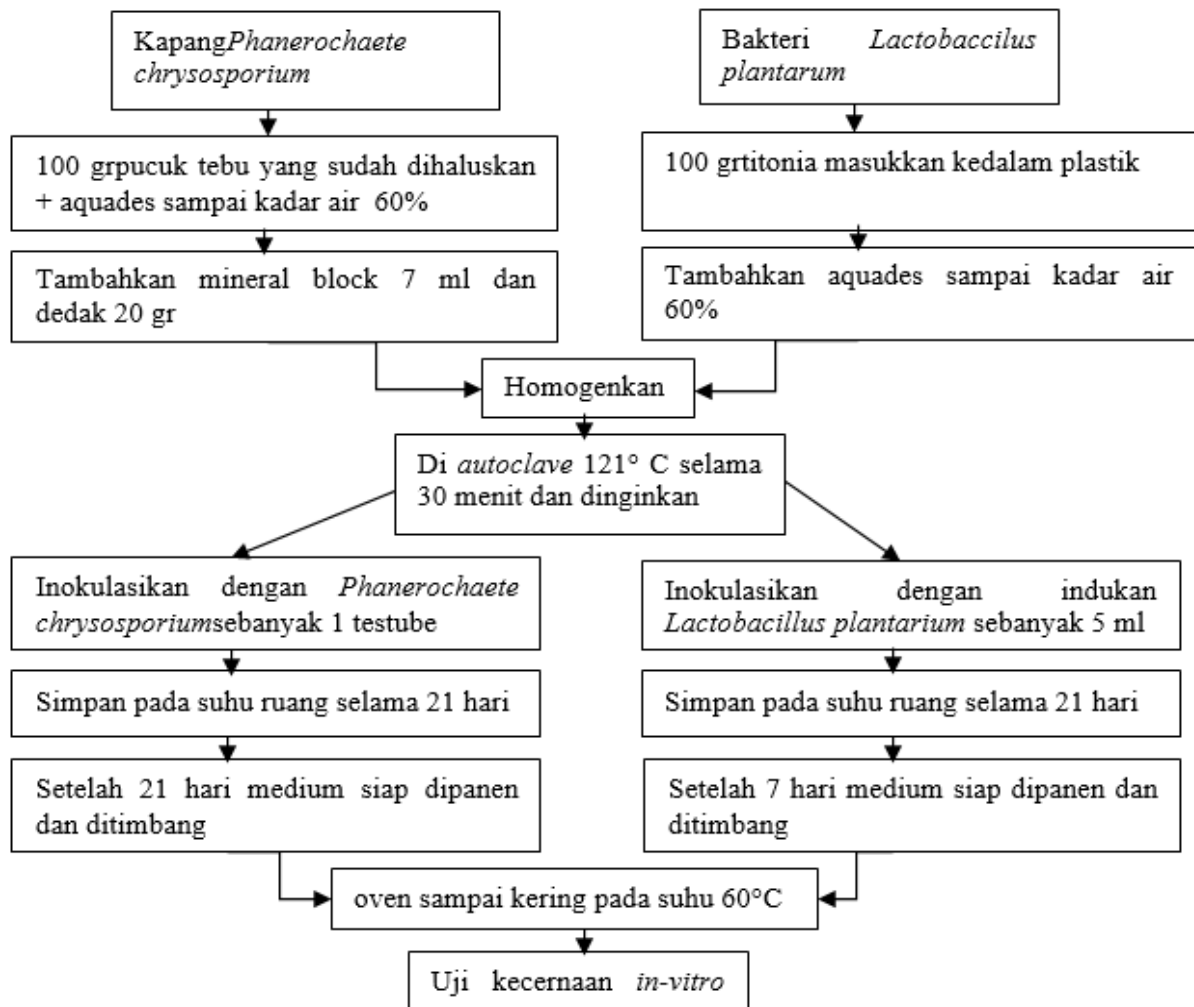 Kapang Phanerochaete
chrysosporium
Bakteri Lactobaccilus
plantarum
100 grpucuk tebu yang sudah dihaluskan
+ aquades sampai kadar air 60%
100 grtitonia masukkan kedalam plastik
Tambahkan mineral block 7 ml dan
dedak 20 gr
Tambahkan aquades sampai kadar air
60%
Homogenkan
Di autoclave 121° C selama
30 menit dan dinginkan
Inokulasikan dengan Phanerochaete
chrysosporiumsebanyak 1 testube
Inokulasikan dengan indukan
Lactobacillus plantarium sebanyak 5 ml
Simpan pada suhu ruang selama 21 hari
Simpan pada suhu ruang selama 21 hari
Setelah 21 hari medium siap dipanen
dan ditimbang
Setelah 7 hari medium siap dipanen dan
ditimbang
oven sampai kering pada suhu 60°C
Uji kecernaan in-vitro